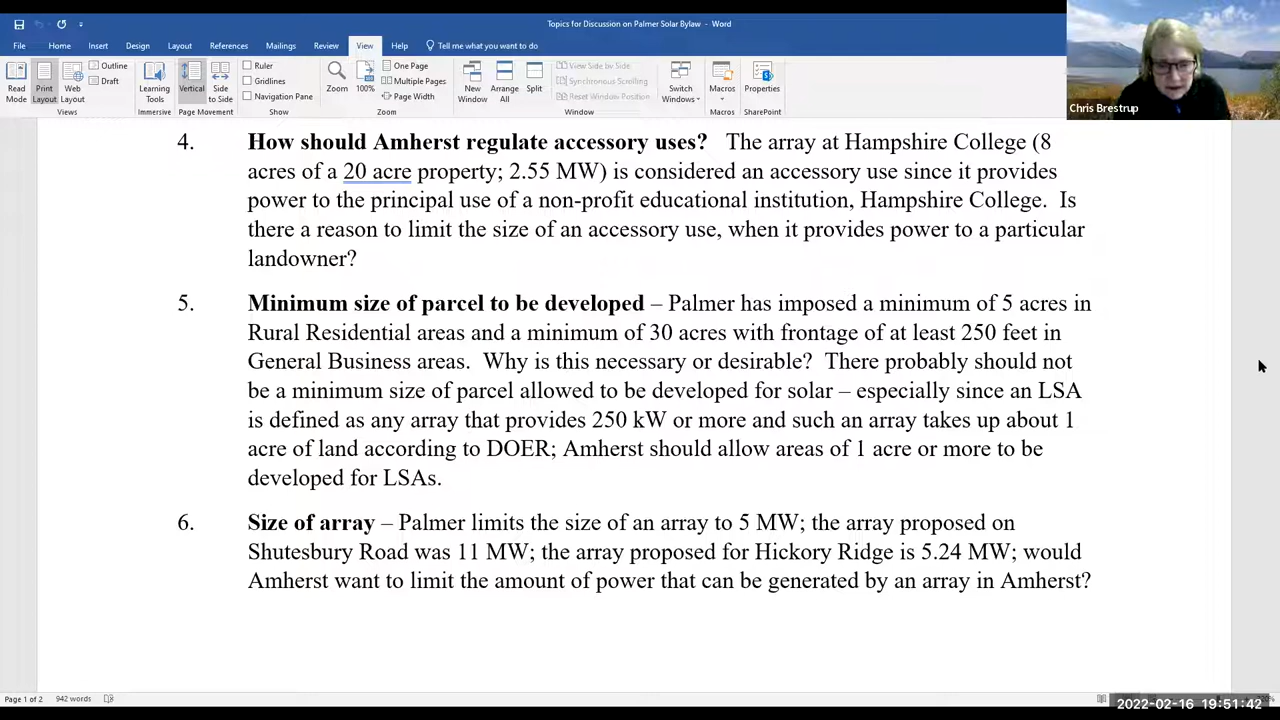 Topics for Discussion on Palmer Solar Bylaw - Word
File Home Insert Design Layout References Mailings Review View Help Tell me what you want to do
Read Mode
Print Layout
Web Layout
Outline
Draft
Views
Learning Tools
Immersive
Vertical
Side to Side
Page Movement
Ruler
Gridlines
Navigation Pane
Show
Zoom
100%
One Page
Multiple Pages
Page Width
Zoom
New Window
Arrange All
Split
View Side by Side
Synchronous Scrolling
Reset Window Position
Window
Switch Windows
Macros
Macros
Properties
SharePoint
Chris Brestrup
4. How should Amherst regulate accessory uses? The array at Hampshire College (8
acres of a 20 acre property; 2.55 MW) is considered an accessory use since it provides
power to the principal use of a non-profit educational institution, Hampshire College. Is
there a reason to limit the size of an accessory use, when it provides power to a particular
landowner?
5. Minimum size of parcel to be developed – Palmer has imposed a minimum of 5 acres in
Rural Residential areas and a minimum of 30 acres with frontage of at least 250 feet in
General Business areas. Why is this necessary or desirable? There probably should not
be a minimum size of parcel allowed to be developed for solar – especially since an LSA
is defined as any array that provides 250 kW or more and such an array takes up about 1
acre of land according to DOER; Amherst should allow areas of 1 acre or more to be
developed for LSAs.
6. Size of array – Palmer limits the size of an array to 5 MW; the array proposed on
Shutesbury Road was 11 MW; the array proposed for Hickory Ridge is 5.24 MW; would
Amherst want to limit the amount of power that can be generated by an array in Amherst?
Page 1 of 2 942 words
2022-02-16 19:51:42